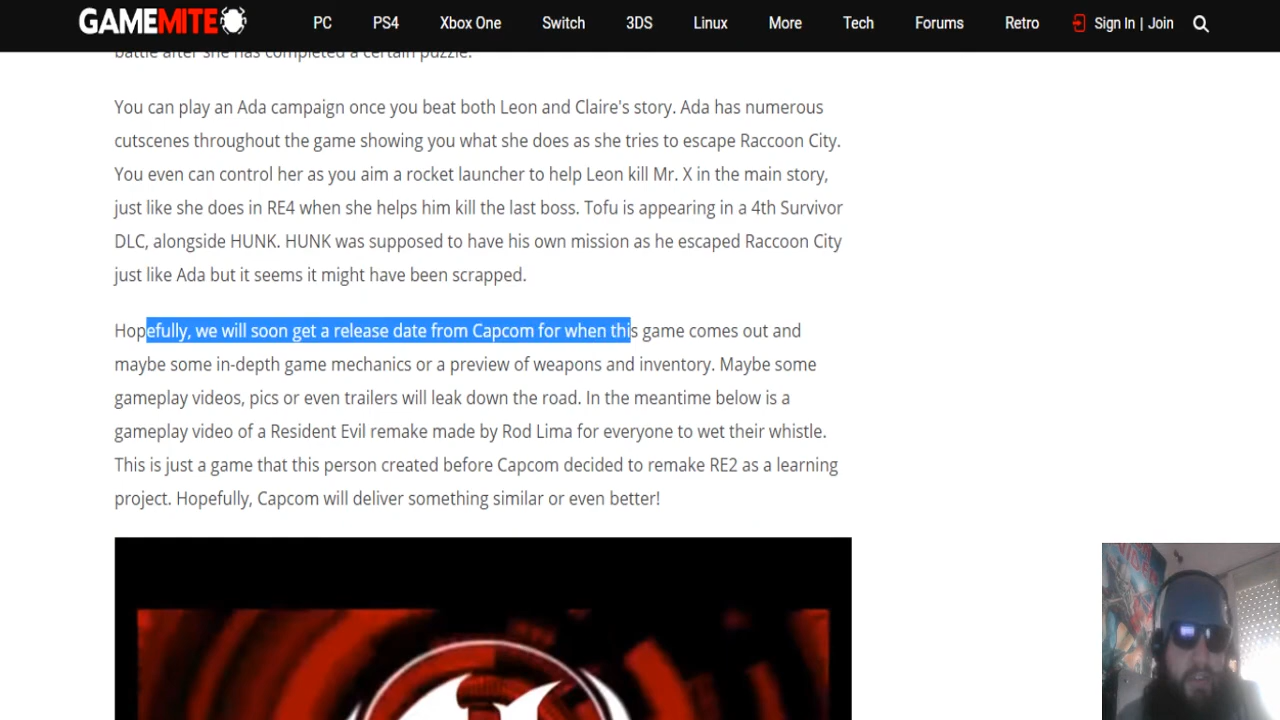 GAMEMITE PC PS4 Xbox One Switch 3DS Linux More Tech Forums Retro Sign In | Join
battle after she has completed a certain puzzle.
You can play an Ada campaign once you beat both Leon and Claire's story. Ada has numerous
cutscenes throughout the game showing you what she does as she tries to escape Raccoon City.
You even can control her as you aim a rocket launcher to help Leon kill Mr. X in the main story,
just like she does in RE4 when she helps him kill the last boss. Tofu is appearing in a 4th Survivor
DLC, alongside HUNK. HUNK was supposed to have his own mission as he escaped Raccoon City
just like Ada but it seems it might have been scrapped.
Hopefully, we will soon get a release date from Capcom for when this game comes out and
maybe some in-depth game mechanics or a preview of weapons and inventory. Maybe some
gameplay videos, pics or even trailers will leak down the road. In the meantime below is a
gameplay video of a Resident Evil remake made by Rod Lima for everyone to wet their whistle.
This is just a game that this person created before Capcom decided to remake RE2 as a learning
project. Hopefully, Capcom will deliver something similar or even better!